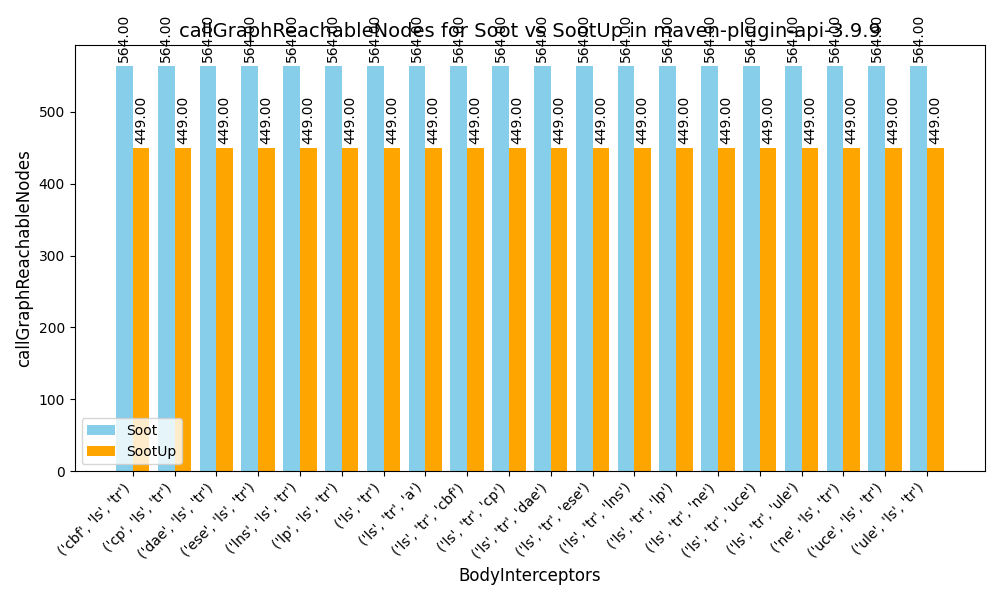 callGraphReachableNodes for Soot vs SootUp in maven-plugin-api-3.9.9
564.00 564.00 564.00 564.00 564.00 564.00 564.00 564.00 564.00 564.00 564.00 564.00 564.00 564.00 564.00 564.00 564.00 564.00 564.00 564.00
449.00 449.00 449.00 449.00 449.00 449.00 449.00 449.00 449.00 449.00 449.00 449.00 449.00 449.00 449.00 449.00 449.00 449.00 449.00 449.00
callGraphReachableNodes
500
400
300
200
100
0
Soot
SootUp
('cbf', 'ls', 'tr')
('cp', 'ls', 'tr')
('dae', 'ls', 'tr')
('ese', 'ls', 'tr')
('lns', 'ls', 'tr')
('lp', 'ls', 'tr')
('ls', 'tr')
('ls', 'tr', 'a')
('ls', 'tr', 'cbf')
('ls', 'tr', 'cp')
('ls', 'tr', 'dae')
('ls', 'tr', 'ese')
('ls', 'tr', 'lns')
('ls', 'tr', 'lp')
('ls', 'tr', 'ne')
('ls', 'tr', 'uce')
('ls', 'tr', 'ule')
('ne', 'ls', 'tr')
('uce', 'ls', 'tr')
('ule', 'ls', 'tr')
BodyInterceptors